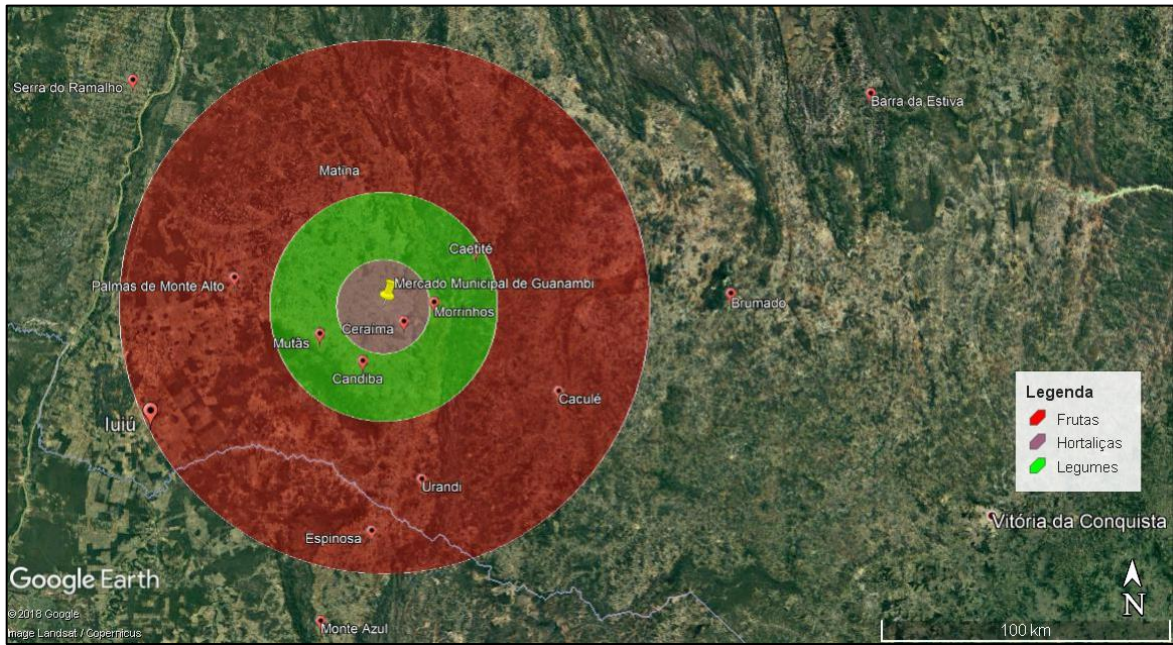 Serra do Ramalho
Barra da Estiva
Matina
Caetité
Palmas de Monte Alto
Mercado Municipal de Guanambi
Morrinhos
Brumado
Ceraima
Mutãs
Candiba
Caculé
Iuiú
Legenda
Frutas
Hortaliças
Legumes
Urandi
Espinosa
Vitória da Conquista
Google Earth
©2018 Google
Image Landsat / Copernicus
Monte Azul
N
100 km